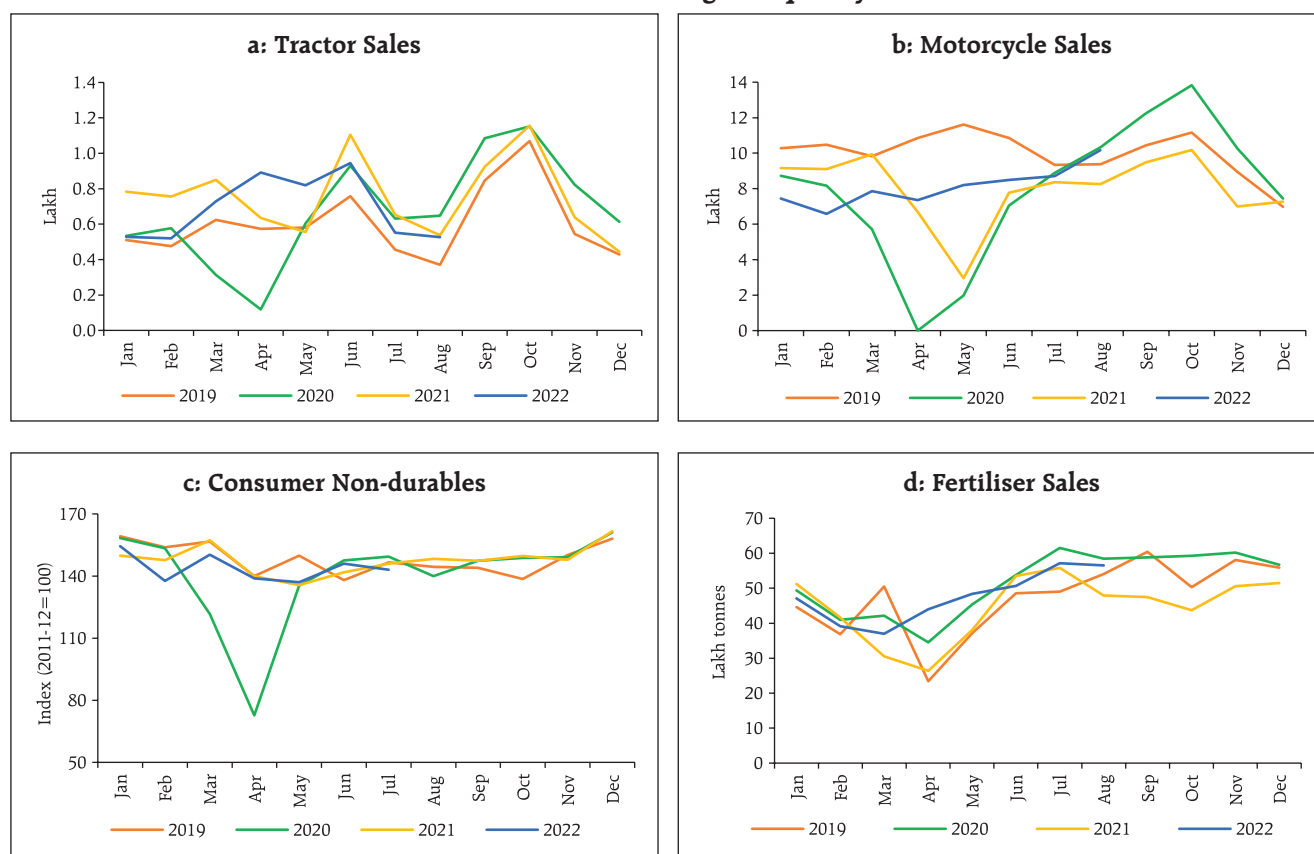 a: Tractor Sales
Lakh
1.4
1.2
1.0
0.8
0.6
0.4
0.2
0.0
Jan Feb Mar Apr May Jun Jul Aug Sep Oct Nov Dec
2019 2020 2021 2022
b: Motorcycle Sales
Lakh
14
12
10
8
6
4
2
0
Jan Feb Mar Apr May Jun Jul Aug Sep Oct Nov Dec
2019 2020 2021 2022
c: Consumer Non-durables
Index (2011-12=100)
170
140
110
80
50
Jan Feb Mar Apr May Jun Jul Aug Sep Oct Nov Dec
2019 2020 2021 2022
d: Fertiliser Sales
Lakh tonnes
70
60
50
40
30
20
10
0
Jan Feb Mar Apr May Jun Jul Aug Sep Oct Nov Dec
2019 2020 2021 2022